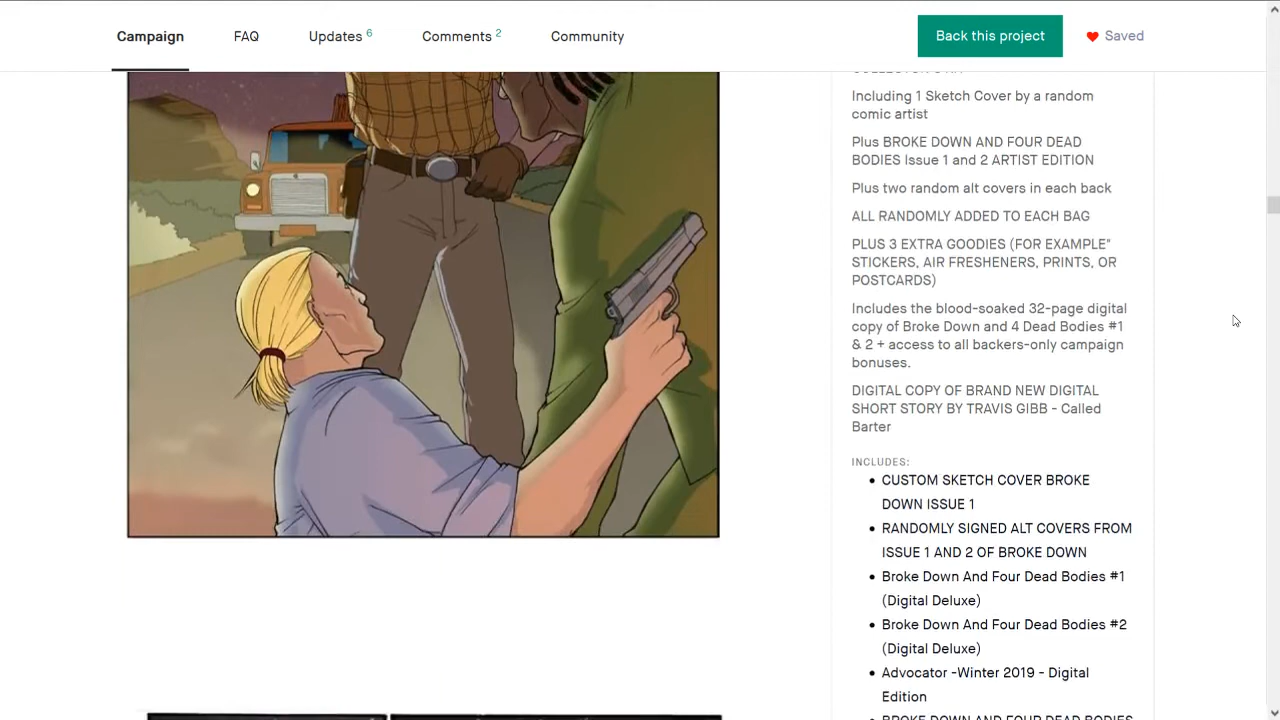 Campaign
FAQ
Updates 6
Comments 2
Community
Back this project
Saved
Including 1 Sketch Cover by a random
comic artist
Plus BROKE DOWN AND FOUR DEAD
BODIES Issue 1 and 2 ARTIST EDITION
Plus two random alt covers in each back
ALL RANDOMLY ADDED TO EACH BAG
PLUS 3 EXTRA GOODIES (FOR EXAMPLE"
STICKERS, AIR FRESHENERS, PRINTS, OR
POSTCARDS)
Includes the blood-soaked 32-page digital
copy of Broke Down and 4 Dead Bodies #1
& 2 + access to all backers-only campaign
bonuses.
DIGITAL COPY OF BRAND NEW DIGITAL
SHORT STORY BY TRAVIS GIBB - Called
Barter
INCLUDES:
• CUSTOM SKETCH COVER BROKE
DOWN ISSUE 1
• RANDOMLY SIGNED ALT COVERS FROM
ISSUE 1 AND 2 OF BROKE DOWN
• Broke Down And Four Dead Bodies #1
(Digital Deluxe)
• Broke Down And Four Dead Bodies #2
(Digital Deluxe)
• Advocator -Winter 2019 - Digital
Edition
• BROKE DOWN AND FOUR DEAD BODIES